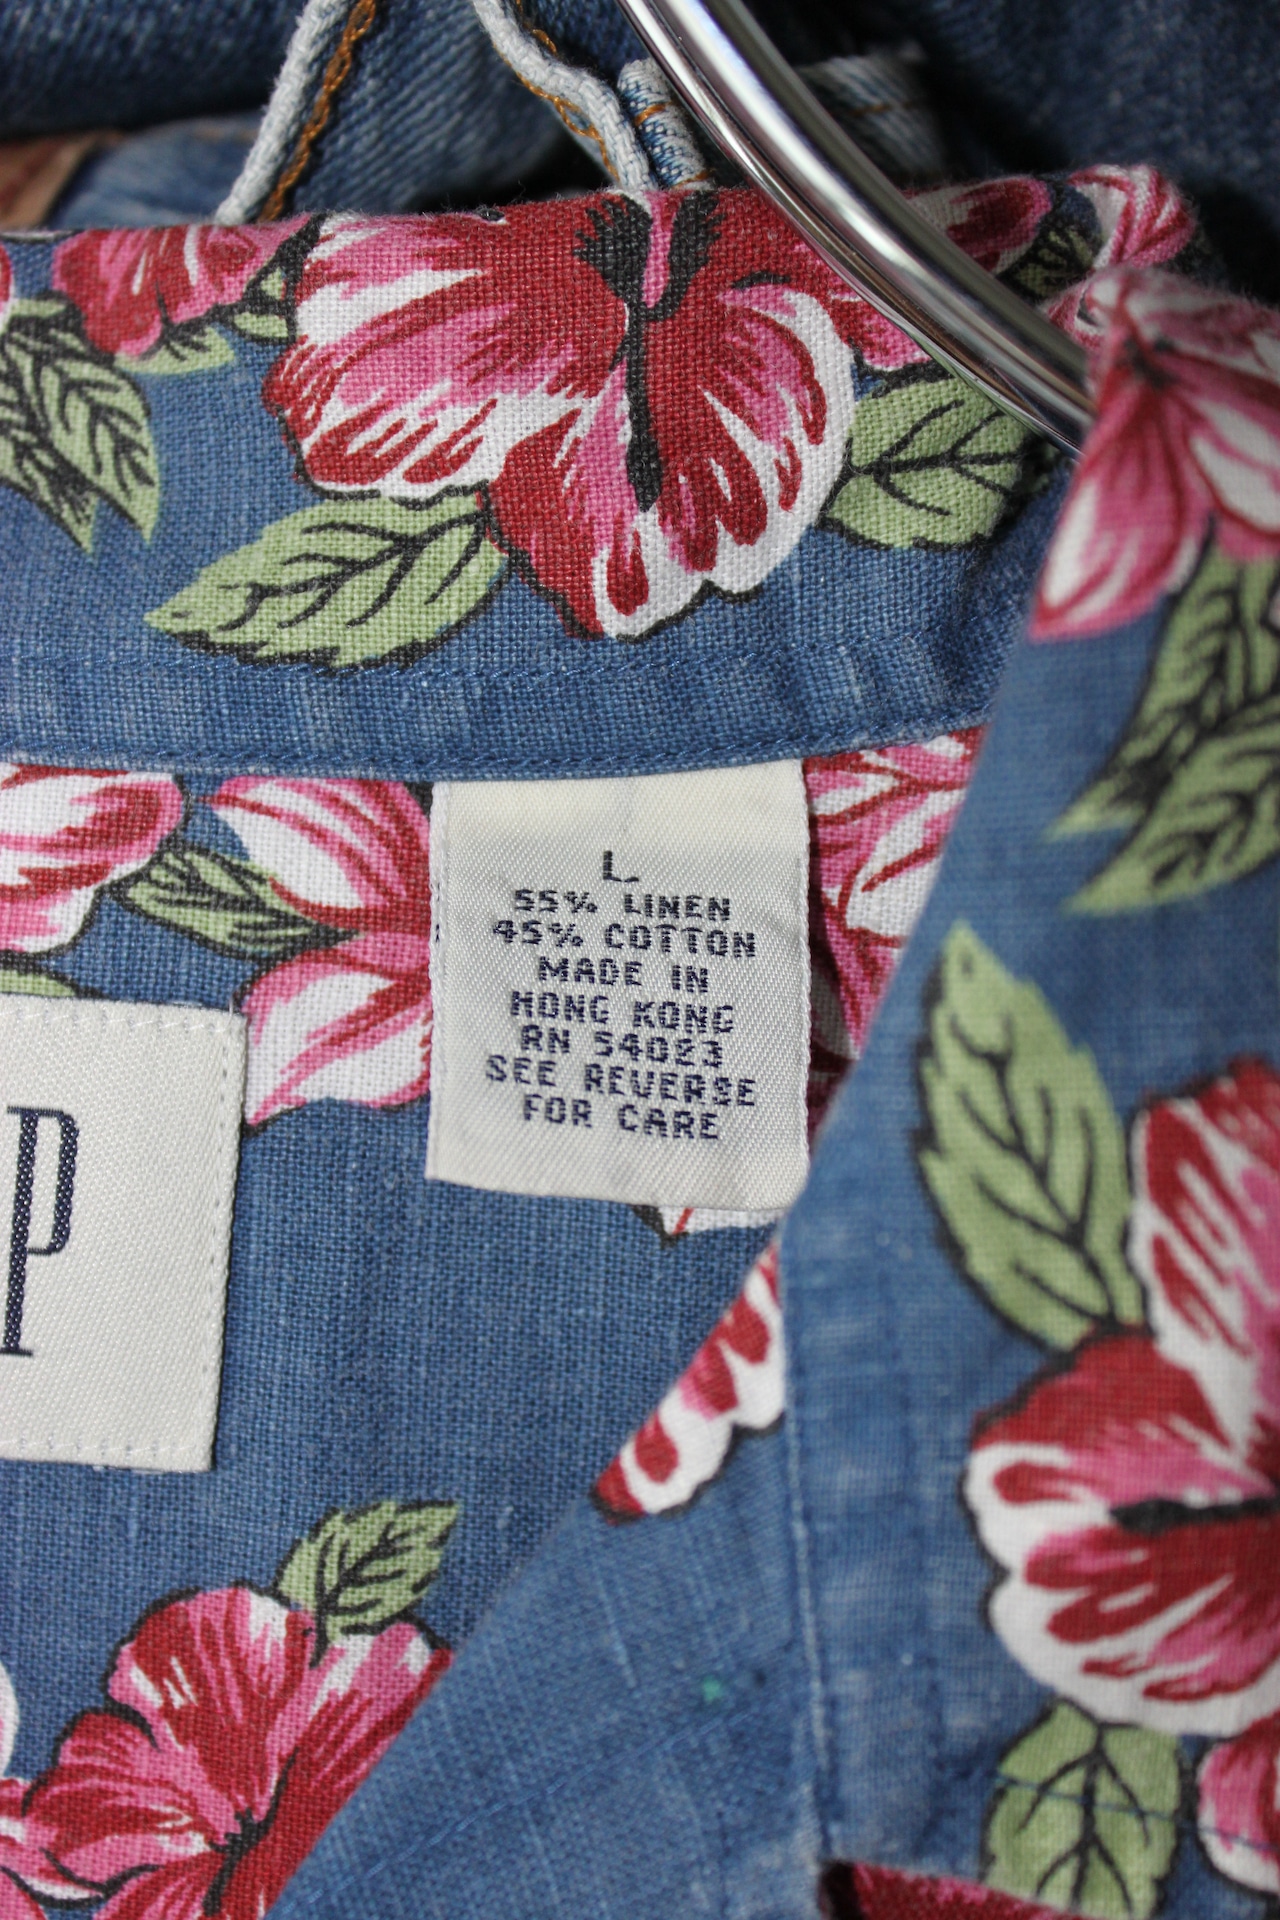 L
55% LINEN
45% COTTON
MADE IN
HONG KONG
RN 54023
SEE REVERSE
FOR CARE
P